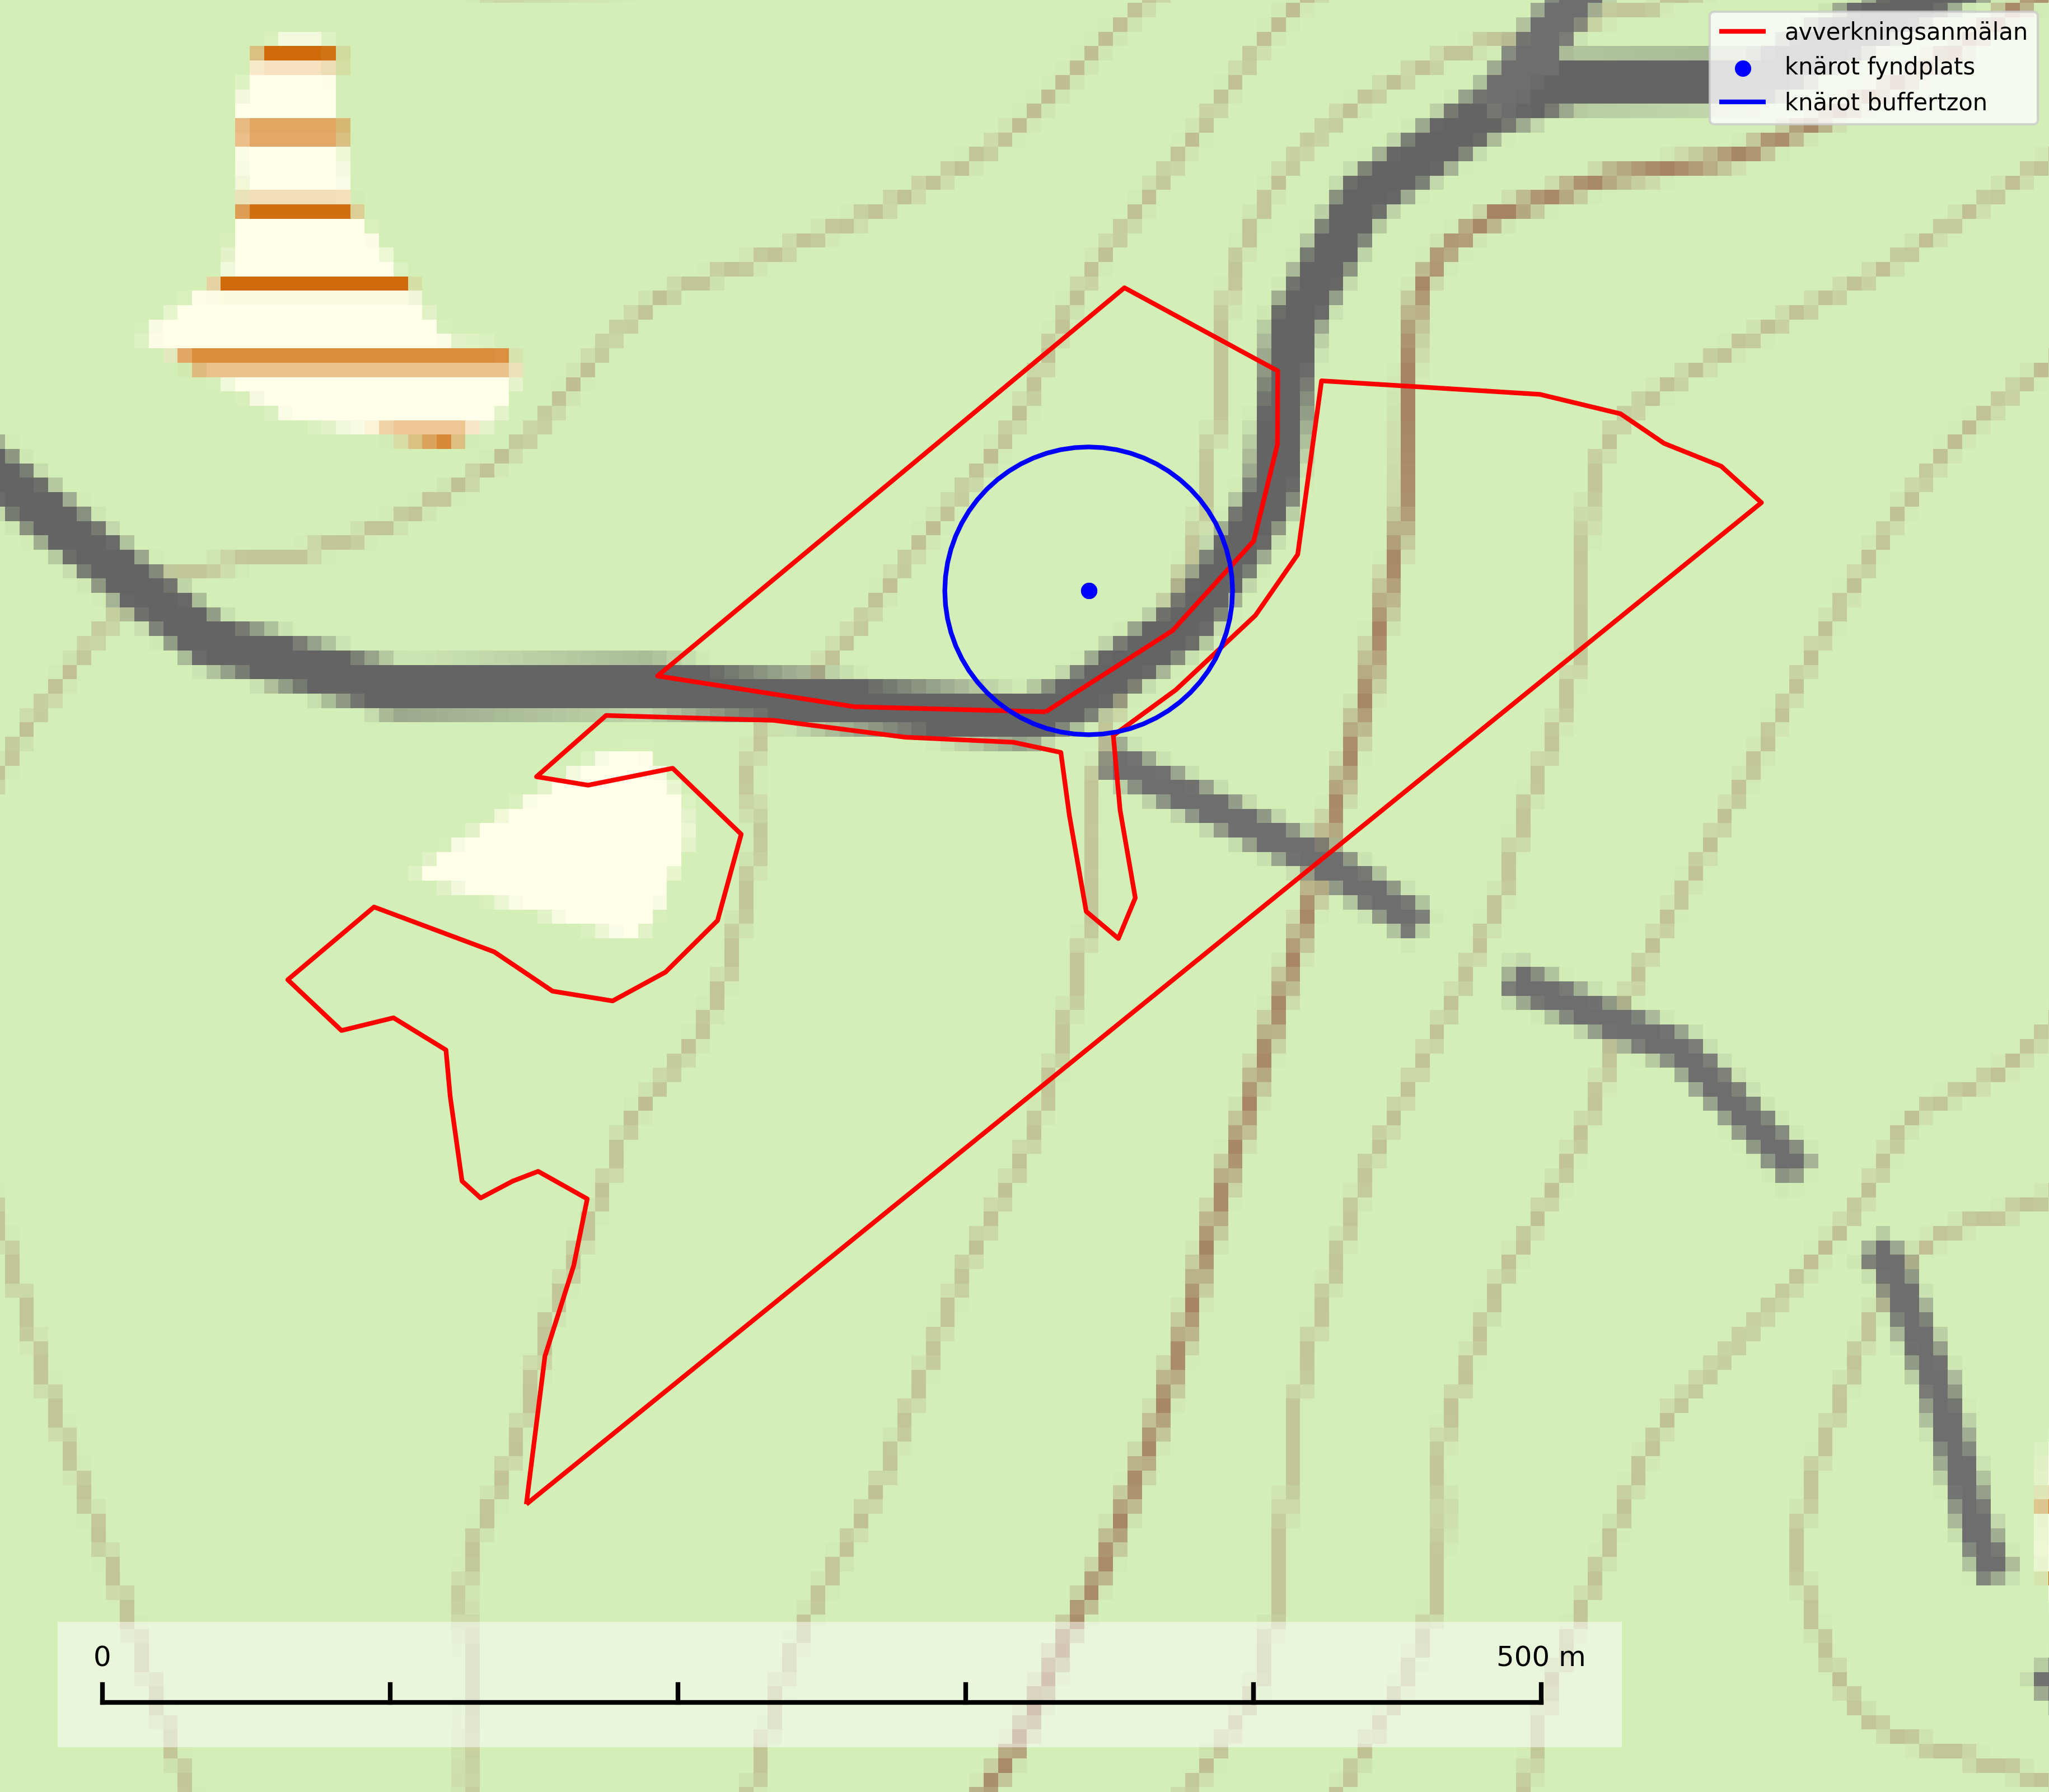 avverkningsanmälan
knärot fyndplats
knärot buffertzon
0
500 m